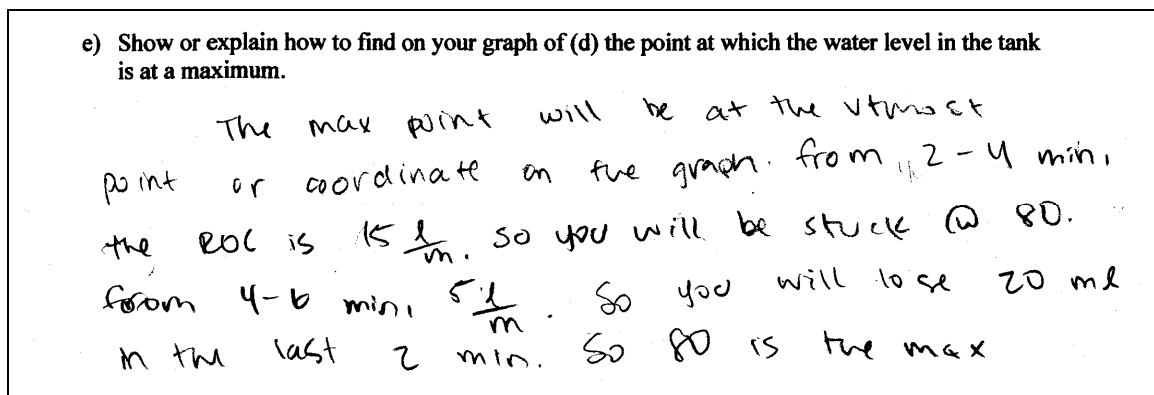 e) Show or explain how to find on your graph of (d) the point at which the water level in the tank
is at a maximum.
The max point will be at the utmost
point or coordinate on the graph. from 2-4 min,
the ROC is 15 l/m. so you will be stuck @ 80.
from 4-6 min, 5 l/m. So you will lose 20 ml
in the last 2 min. So 80 is the max